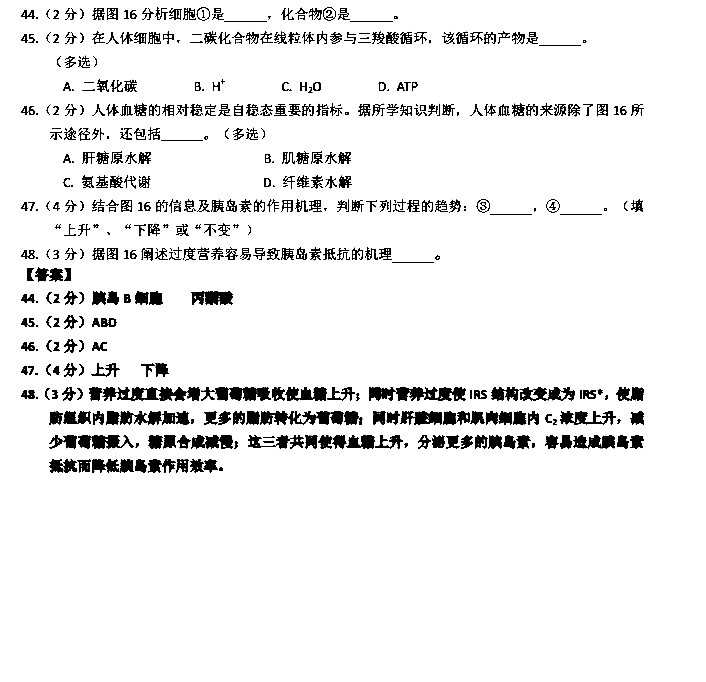 44.（2 分）据图 16 分析细胞①是______，化合物②是______。
45.（2 分）在人体细胞中，二碳化合物在线粒体内参与三羧酸循环，该循环的产物是______。
（多选）
A. 二氧化碳 B. H⁺ C. H₂O D. ATP
46.（2 分）人体血糖的相对稳定是自稳态重要的指标。据所学知识判断，人体血糖的来源除了图 16 所
示途径外，还包括______。（多选）
A. 肝糖原水解 B. 肌糖原水解
C. 氨基酸代谢 D. 纤维素水解
47.（4 分）结合图 16 的信息及胰岛素的作用机理，判断下列过程的趋势：③______，④______。（填
“上升”、“下降”或“不变”）
48.（3 分）据图 16 阐述过度营养容易导致胰岛素抵抗的机理______。
【答案】
44.（2 分）胰岛 B 细胞 丙酮酸
45.（2 分）ABD
46.（2 分）AC
47.（4 分）上升 下降
48.（3 分）营养过度直接会增大葡萄糖吸收使血糖上升；同时营养过度使 IRS 结构改变成为 IRS*，使脂
肪组织内脂肪水解加速，更多的脂肪转化为葡萄糖；同时肝脏细胞和肌肉细胞内 C₂ 浓度上升，减
少葡萄糖摄入，糖原合成减慢；这三者共同使得血糖上升，分泌更多的胰岛素，容易造成胰岛素
抵抗而降低胰岛素作用效率。